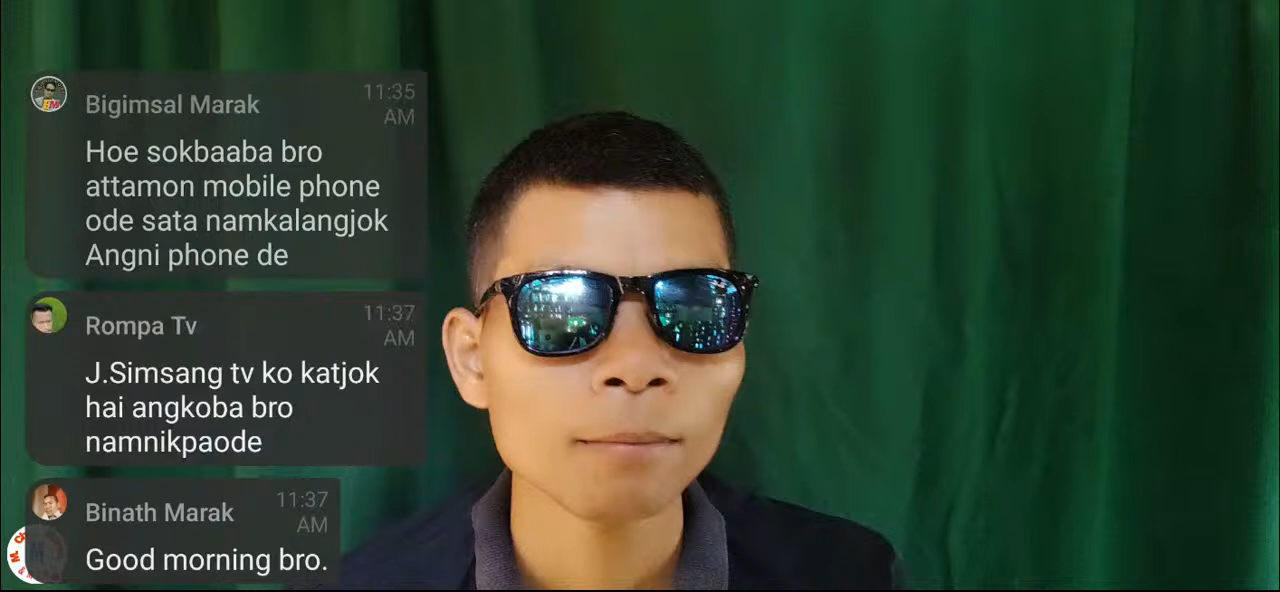 Bigimsal Marak 11:35 AM
Hoe sokbaaba bro
attamon mobile phone
ode sata namkalangjok
Angni phone de
Rompa Tv 11:37 AM
J.Simsang tv ko katjok
hai angkoba bro
namnikpaode
Binath Marak 11:37 AM
Good morning bro.